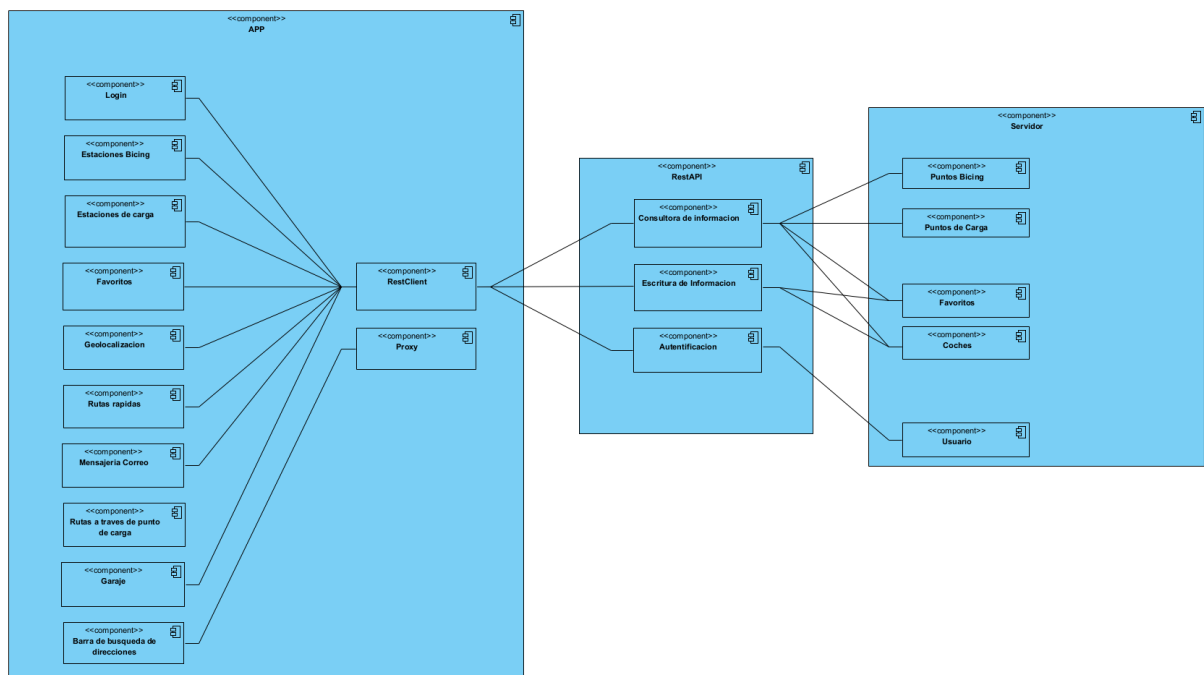 <<component>>
APP
<<component>>
Login
<<component>>
Estaciones Bicing
<<component>>
Estaciones de carga
<<component>>
Favoritos
<<component>>
Geolocalizacion
<<component>>
Rutas rapidas
<<component>>
Mensajeria Correo
<<component>>
Rutas a traves de punto
de carga
<<component>>
Garaje
<<component>>
Barra de busqueda de
direcciones
<<component>>
RestClient
<<component>>
Proxy
<<component>>
RestAPI
<<component>>
Consultora de informacion
<<component>>
Escritura de Informacion
<<component>>
Autentificacion
<<component>>
Servidor
<<component>>
Puntos Bicing
<<component>>
Puntos de Carga
<<component>>
Favoritos
<<component>>
Coches
<<component>>
Usuario